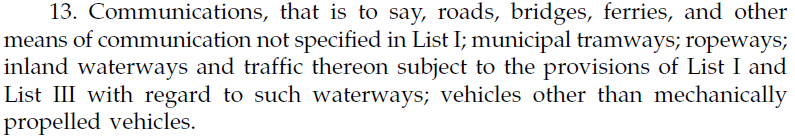 13. Communications, that is to say, roads, bridges, ferries, and other
means of communication not specified in List I; municipal tramways; ropeways;
inland waterways and traffic thereon subject to the provisions of List I and
List III with regard to such waterways; vehicles other than mechanically
propelled vehicles.